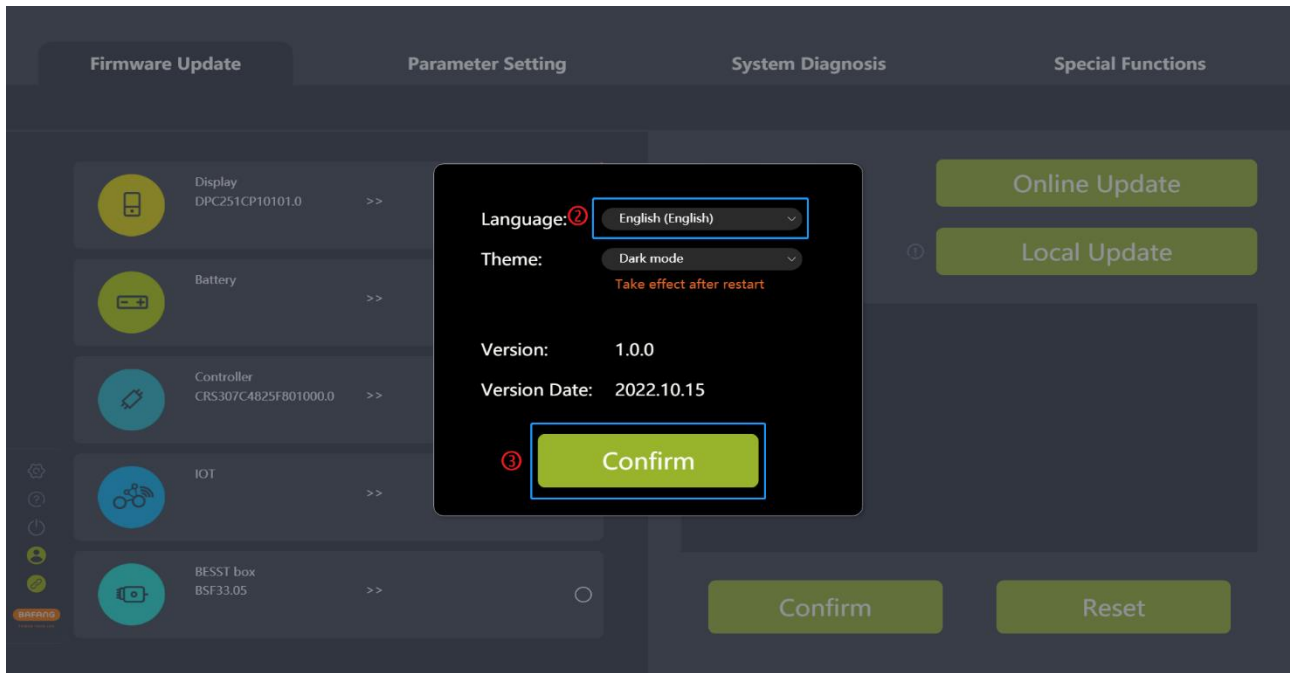 Firmware Update
Parameter Setting
System Diagnosis
Special Functions
Display
DPC251CP10101.0 >>
Battery
>>
Controller
CRS307C4825F801000.0 >>
IOT
>>
BESST box
BSF33.05 >>
BAFANG
Language: ② English (English)
Theme: Dark mode
Take effect after restart
Version: 1.0.0
Version Date: 2022.10.15
③ Confirm
Online Update
Local Update
Confirm
Reset